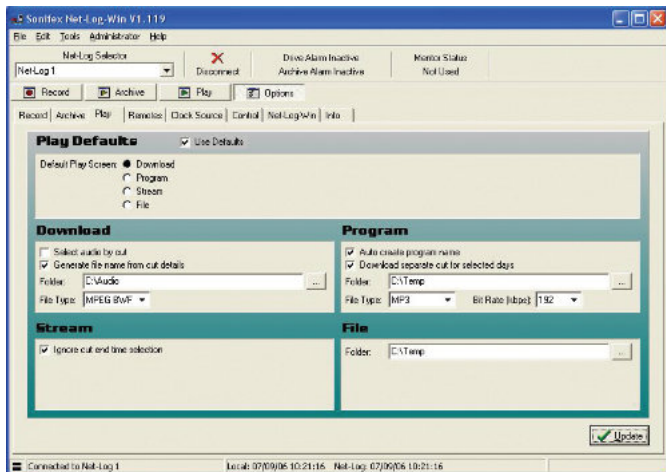 Sonifex Net-Log-Win V1.119
File Edit Tools Administrator Help
Net-Log Selector
Net-Log 1
Disconnect
Drive Alarm Inactive
Archive Alarm Inactive
Mentor Status
Not Used
Record Archive Play Options
Record Archive Play Remotes Clock Source Control Net-Log-Win Info
Play Defaults Use Defaults
Default Play Screen: Download
Program
Stream
File
Download
Select audio by cut
Generate file name from cut details
Folder: C:\Audio ...
File Type: MPEG BWF
Program
Auto create program name
Download separate cut for selected days
Folder: C:\Temp ...
File Type: MP3 Bit Rate (kbps): 192
Stream
Ignore cut end time selection
File
Folder: C:\Temp ...
Update
Connected to Net-Log 1 Local: 07/09/06 10:21:16 Net-Log: 07/09/06 10:21:16